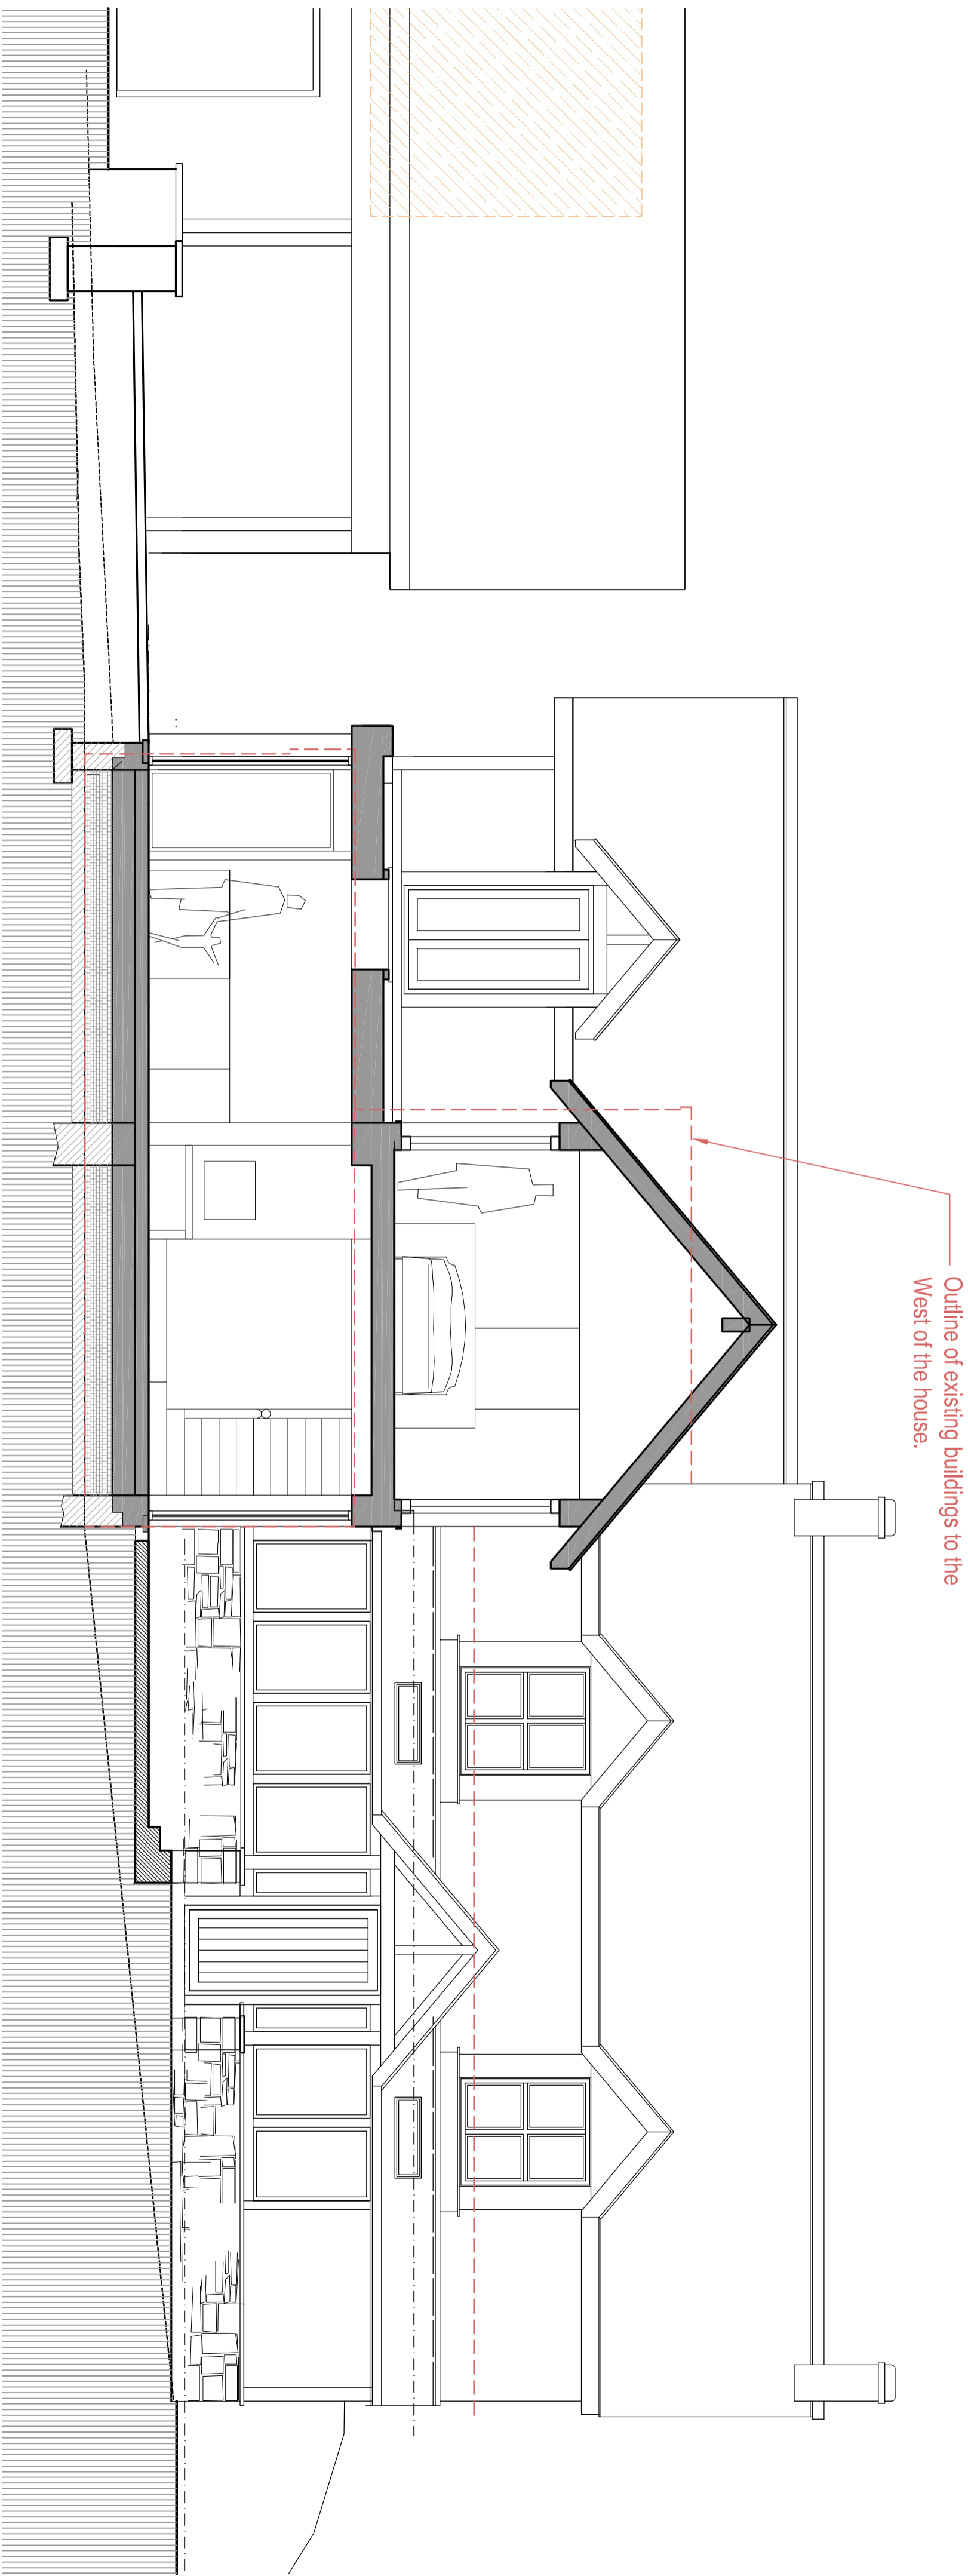 Outline of existing buildings to the
West of the house.